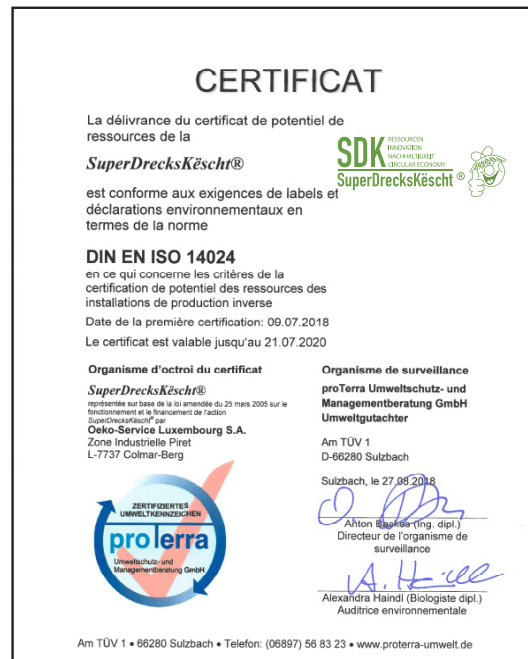 CERTIFICAT
La délivrance du certificat de potentiel de
ressources de la
SuperDrecksKëscht®
SDK RESSOURCEN
INNOVATION
NACHHALTIGKEIT
CIRCULAR ECONOMY
SuperDrecksKëscht ®
est conforme aux exigences de labels et
déclarations environnementaux en
termes de la norme
DIN EN ISO 14024
en ce qui concerne les critères de la
certification de potentiel des ressources des
installations de production inverse
Date de la première certification: 09.07.2018
Le certificat est valable jusqu'au 21.07.2020
Organisme d'octroi du certificat
SuperDrecksKëscht®
représentée sur base de la loi amendée du 25 mars 2005 sur le
fonctionnement et le financement de l'action
SuperDrecksKëscht® par
Oeko-Service Luxembourg S.A.
Zone Industrielle Piret
L-7737 Colmar-Berg
Organisme de surveillance
proTerra Umweltschutz- und
Managementberatung GmbH
Umweltgutachter
Am TÜV 1
D-66280 Sulzbach
Sulzbach, le 27.08.2018
Anton Backes (Ing. dipl.)
Directeur de l'organisme de
surveillance
A. Haindl
Alexandra Haindl (Biologiste dipl.)
Auditrice environnementale
ZERTIFIZIERTES
UMWELTKENNZEICHEN
proTerra
Umweltschutz- und
Managementberatung GmbH
Am TÜV 1 • 66280 Sulzbach • Telefon: (06897) 56 83 23 • www.proterra-umwelt.de